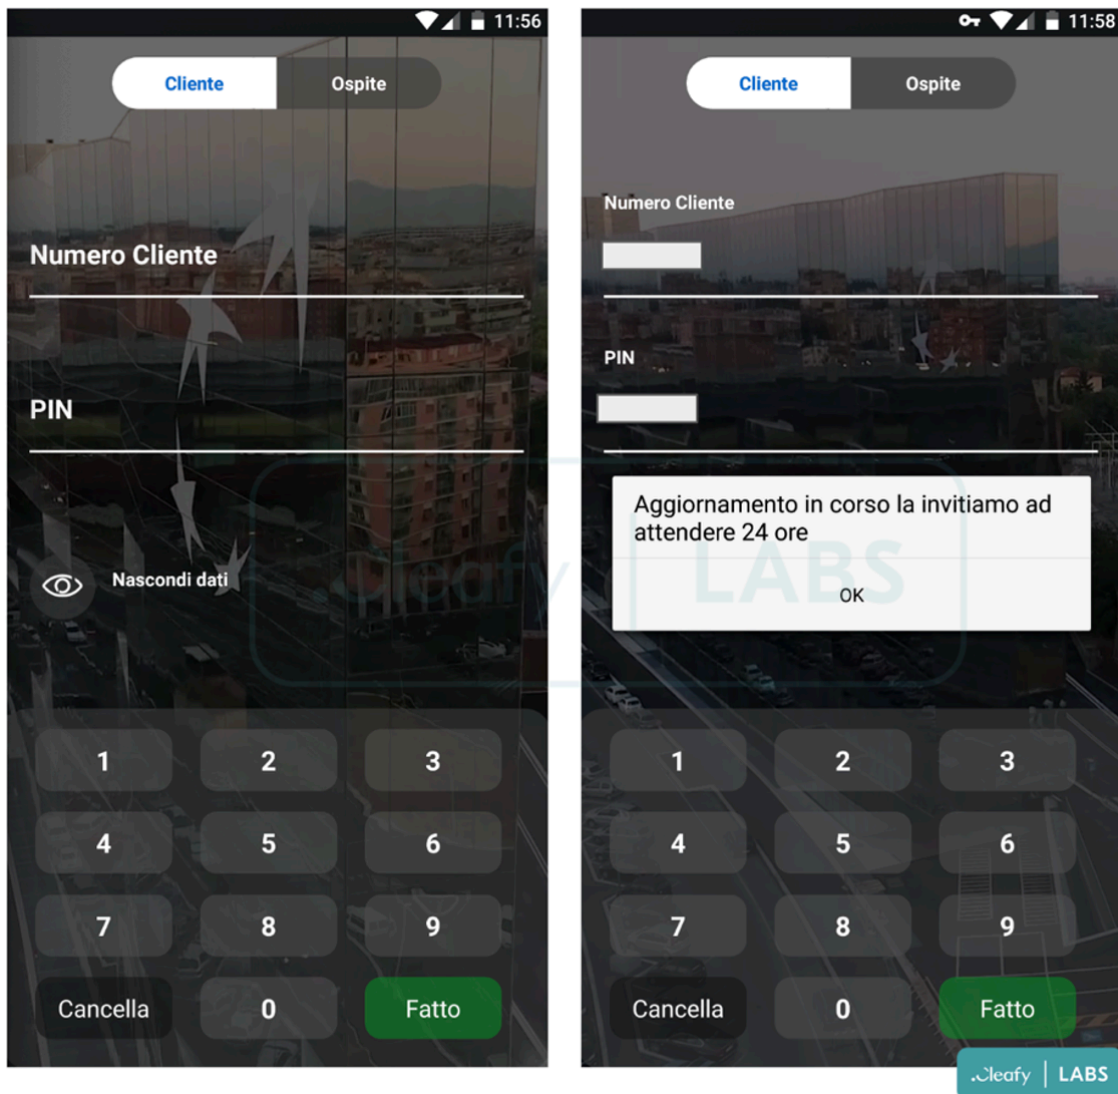 11:56
Cliente
Ospite
Numero Cliente
PIN
Nascondi dati
1 2 3
4 5 6
7 8 9
Cancella 0 Fatto
11:58
Cliente
Ospite
Numero Cliente
PIN
Aggiornamento in corso la invitiamo ad
attendere 24 ore
OK
1 2 3
4 5 6
7 8 9
Cancella 0 Fatto
.Cleafy | LABS
.Cleafy | LABS